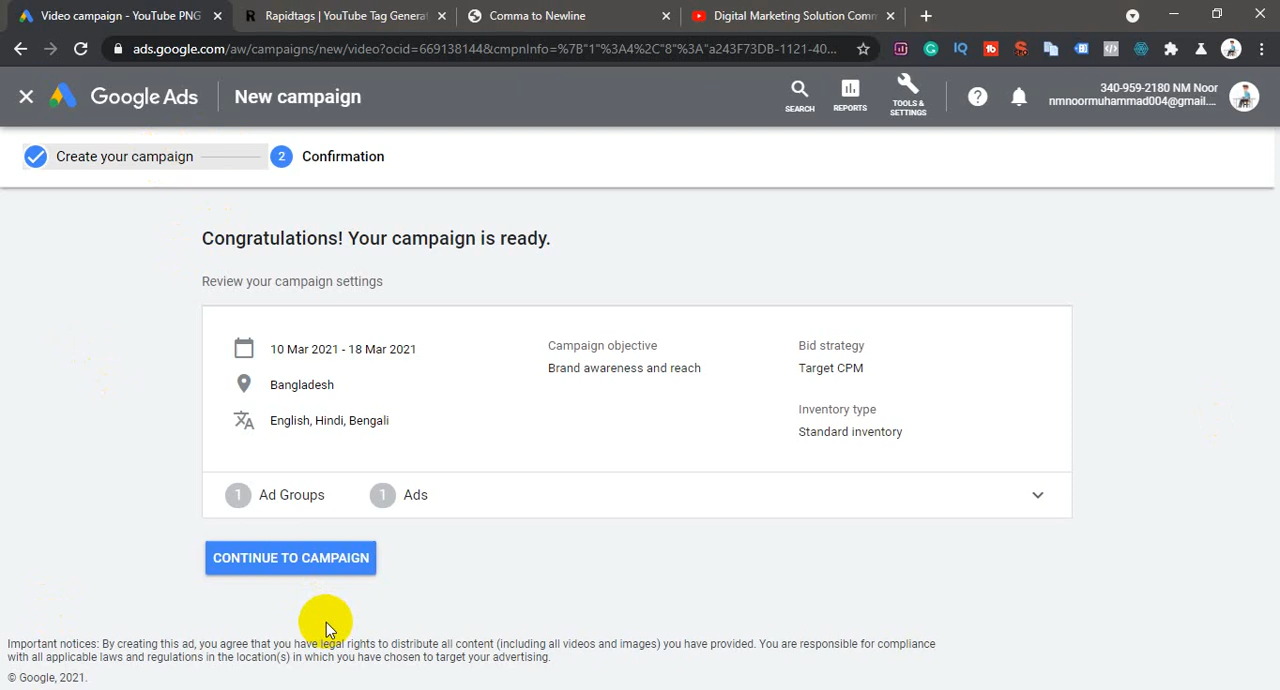 Video campaign - YouTube PNG
Rapidtags | YouTube Tag Generat
Comma to Newline
Digital Marketing Solution Comm
ads.google.com/aw/campaigns/new/video?ocid=669138144&cmpnInfo=%7B"1"%3A4%2C"8"%3A"a243F73DB-1121-40...
Google Ads
New campaign
SEARCH
REPORTS
TOOLS &
SETTINGS
340-959-2180 NM Noor
nmnoormuhammad004@gmail....
Create your campaign
2 Confirmation
Congratulations! Your campaign is ready.
Review your campaign settings
10 Mar 2021 - 18 Mar 2021
Bangladesh
English, Hindi, Bengali
Campaign objective
Brand awareness and reach
Bid strategy
Target CPM
Inventory type
Standard inventory
1 Ad Groups 1 Ads
CONTINUE TO CAMPAIGN
Important notices: By creating this ad, you agree that you have legal rights to distribute all content (including all videos and images) you have provided. You are responsible for compliance
with all applicable laws and regulations in the location(s) in which you have chosen to target your advertising.
© Google, 2021.